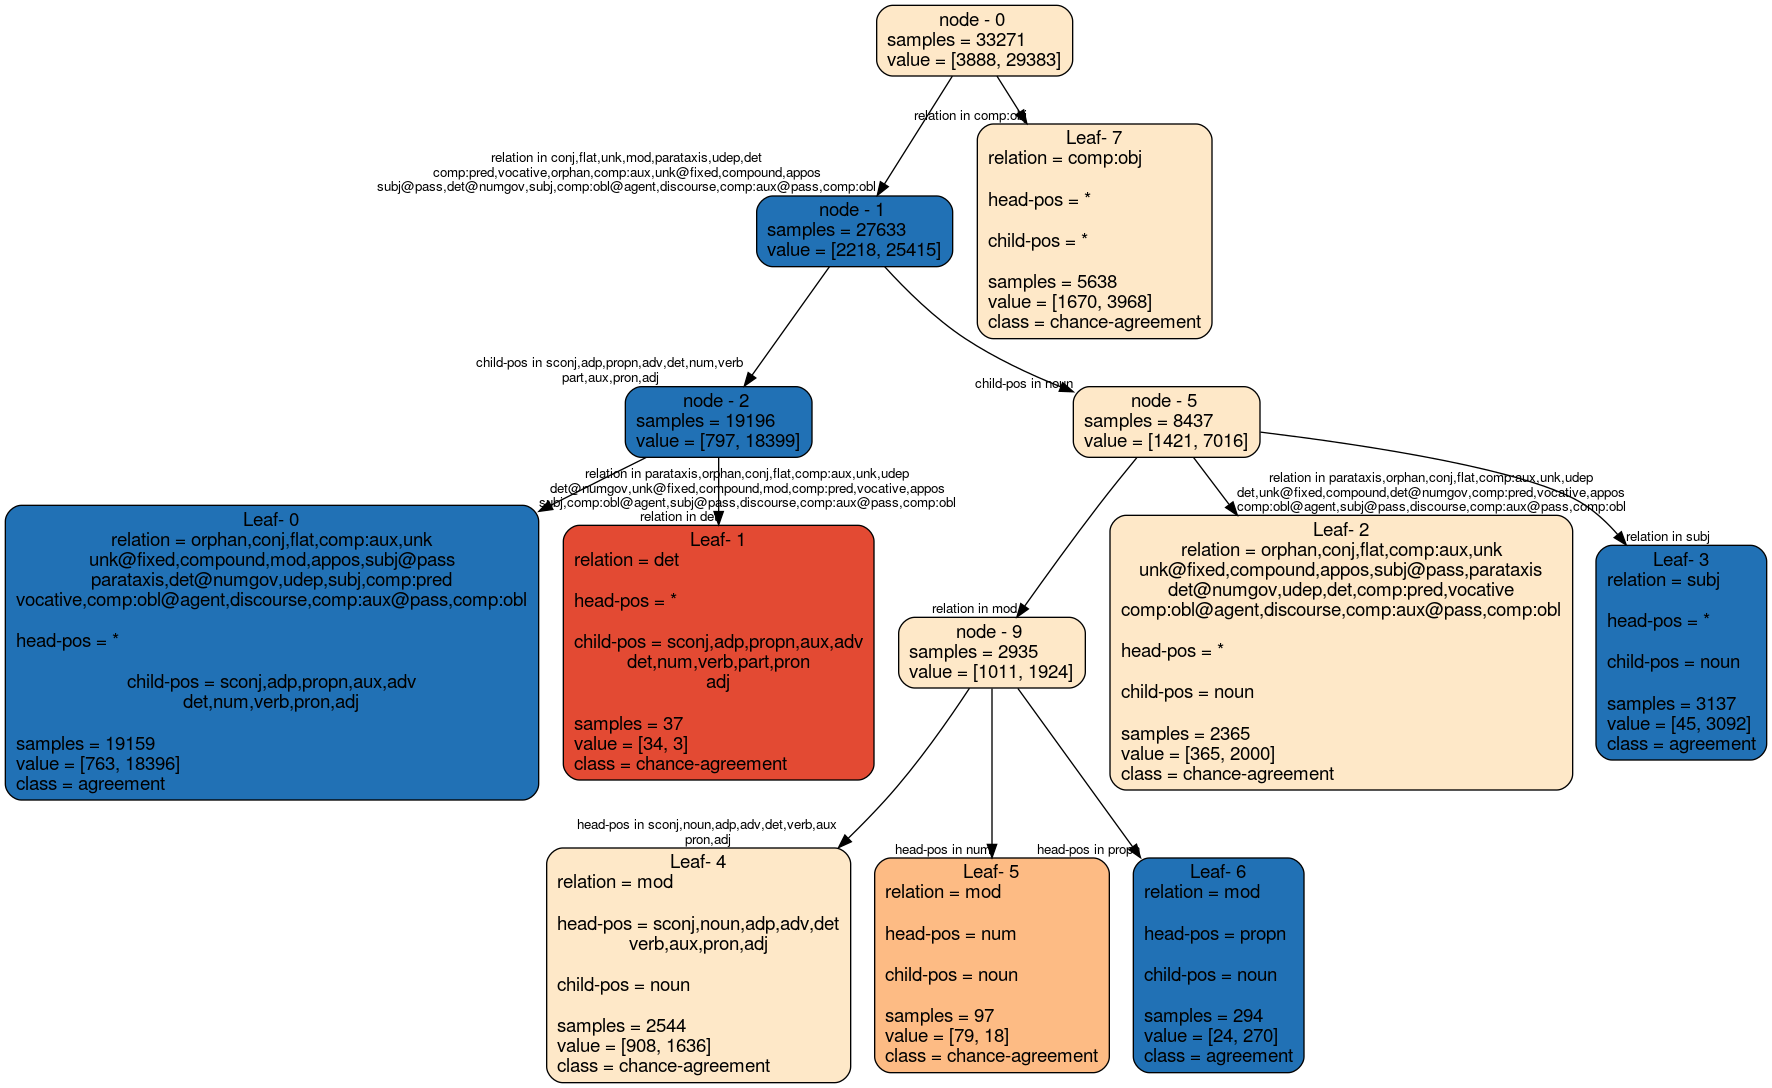 node - 0
samples = 33271
value = [3888, 29383]
relation in comp:obj
Leaf- 7
relation = comp:obj
head-pos = *
child-pos = *
samples = 5638
value = [1670, 3968]
class = chance-agreement
relation in conj,flat,unk,mod,parataxis,udep,det
comp:pred,vocative,orphan,comp:aux,unk@fixed,compound,appos
subj@pass,det@numgov,subj,comp:obl@agent,discourse,comp:aux@pass,comp:obl
node - 1
samples = 27633
value = [2218, 25415]
child-pos in sconj,adp,propn,adv,det,num,verb
part,aux,pron,adj
child-pos in noun
node - 2
samples = 19196
value = [797, 18399]
node - 5
samples = 8437
value = [1421, 7016]
relation in parataxis,orphan,conj,flat,comp:aux,unk,udep
det@numgov,unk@fixed,compound,mod,comp:pred,vocative,appos
subj,comp:obl@agent,subj@pass,discourse,comp:aux@pass,comp:obl
relation in det
relation in parataxis,orphan,conj,flat,comp:aux,unk,udep
det,unk@fixed,compound,det@numgov,comp:pred,vocative,appos
comp:obl@agent,subj@pass,discourse,comp:aux@pass,comp:obl
relation in subj
Leaf- 0
relation = orphan,conj,flat,comp:aux,unk
unk@fixed,compound,mod,appos,subj@pass
parataxis,det@numgov,udep,subj,comp:pred
vocative,comp:obl@agent,discourse,comp:aux@pass,comp:obl
head-pos = *
child-pos = sconj,adp,propn,aux,adv
det,num,verb,pron,adj
samples = 19159
value = [763, 18396]
class = agreement
Leaf- 1
relation = det
head-pos = *
child-pos = sconj,adp,propn,aux,adv
det,num,verb,part,pron
adj
samples = 37
value = [34, 3]
class = chance-agreement
Leaf- 2
relation = orphan,conj,flat,comp:aux,unk
unk@fixed,compound,appos,subj@pass,parataxis
det@numgov,udep,det,comp:pred,vocative
comp:obl@agent,discourse,comp:aux@pass,comp:obl
head-pos = *
child-pos = noun
samples = 2365
value = [365, 2000]
class = chance-agreement
Leaf- 3
relation = subj
head-pos = *
child-pos = noun
samples = 3137
value = [45, 3092]
class = agreement
relation in mod
node - 9
samples = 2935
value = [1011, 1924]
head-pos in sconj,noun,adp,adv,det,verb,aux
pron,adj
head-pos in num
head-pos in propn
Leaf- 4
relation = mod
head-pos = sconj,noun,adp,adv,det
verb,aux,pron,adj
child-pos = noun
samples = 2544
value = [908, 1636]
class = chance-agreement
Leaf- 5
relation = mod
head-pos = num
child-pos = noun
samples = 97
value = [79, 18]
class = chance-agreement
Leaf- 6
relation = mod
head-pos = propn
child-pos = noun
samples = 294
value = [24, 270]
class = agreement